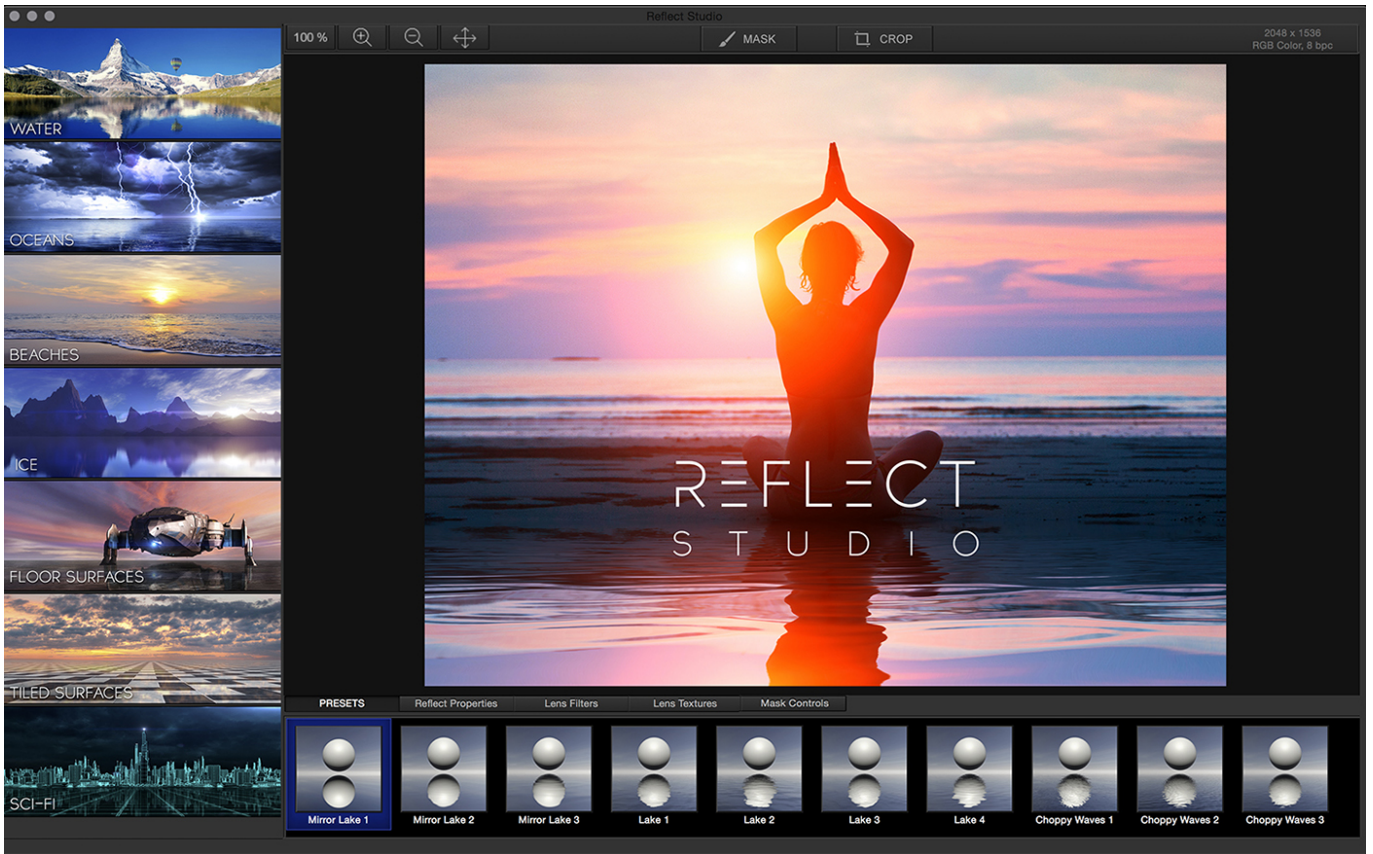 Reflect Studio
100 %
MASK
CROP
2048 x 1536
RGB Color, 8 bpc
WATER
OCEANS
BEACHES
ICE
FLOOR SURFACES
TILED SURFACES
SCI-FI
REFLECT
STUDIO
PRESETS
Reflect Properties
Lens Filters
Lens Textures
Mask Controls
Mirror Lake 1
Mirror Lake 2
Mirror Lake 3
Lake 1
Lake 2
Lake 3
Lake 4
Choppy Waves 1
Choppy Waves 2
Choppy Waves 3